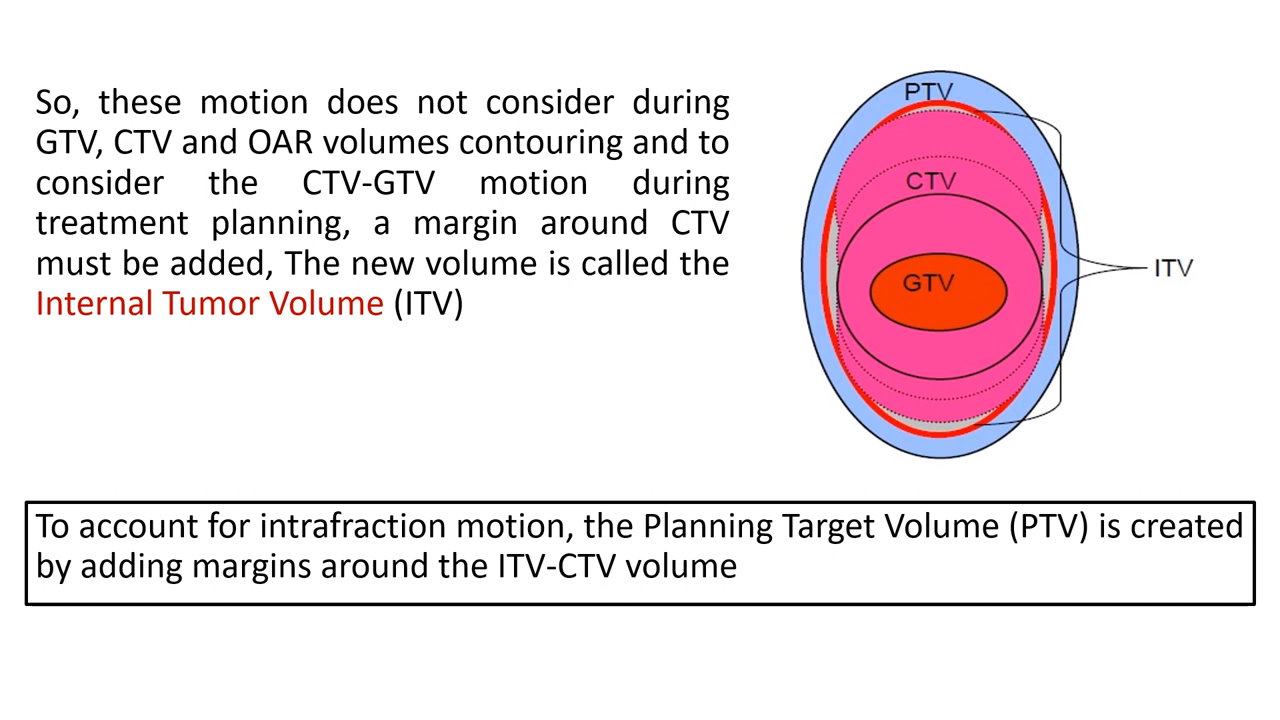 So, these motion does not consider during
GTV, CTV and OAR volumes contouring and to
consider the CTV-GTV motion during
treatment planning, a margin around CTV
must be added, The new volume is called the
Internal Tumor Volume (ITV)
PTV
CTV
GTV
ITV
To account for intrafraction motion, the Planning Target Volume (PTV) is created
by adding margins around the ITV-CTV volume